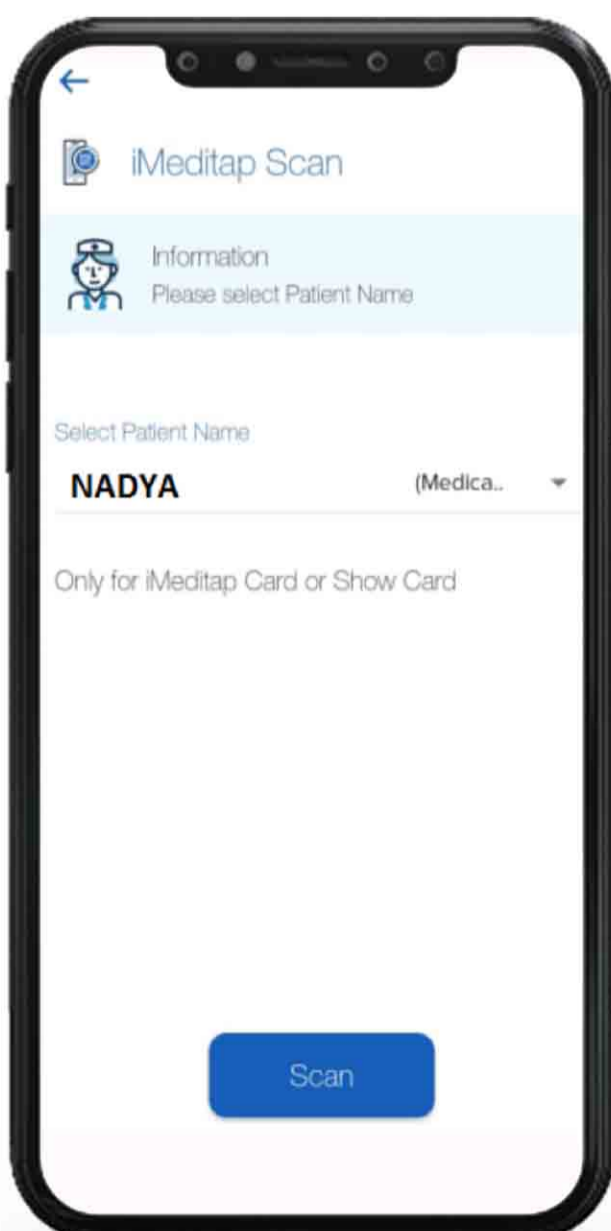 iMeditap Scan
Information
Please select Patient Name
Select Patient Name
NADYA (Medica..
Only for iMeditap Card or Show Card
Scan